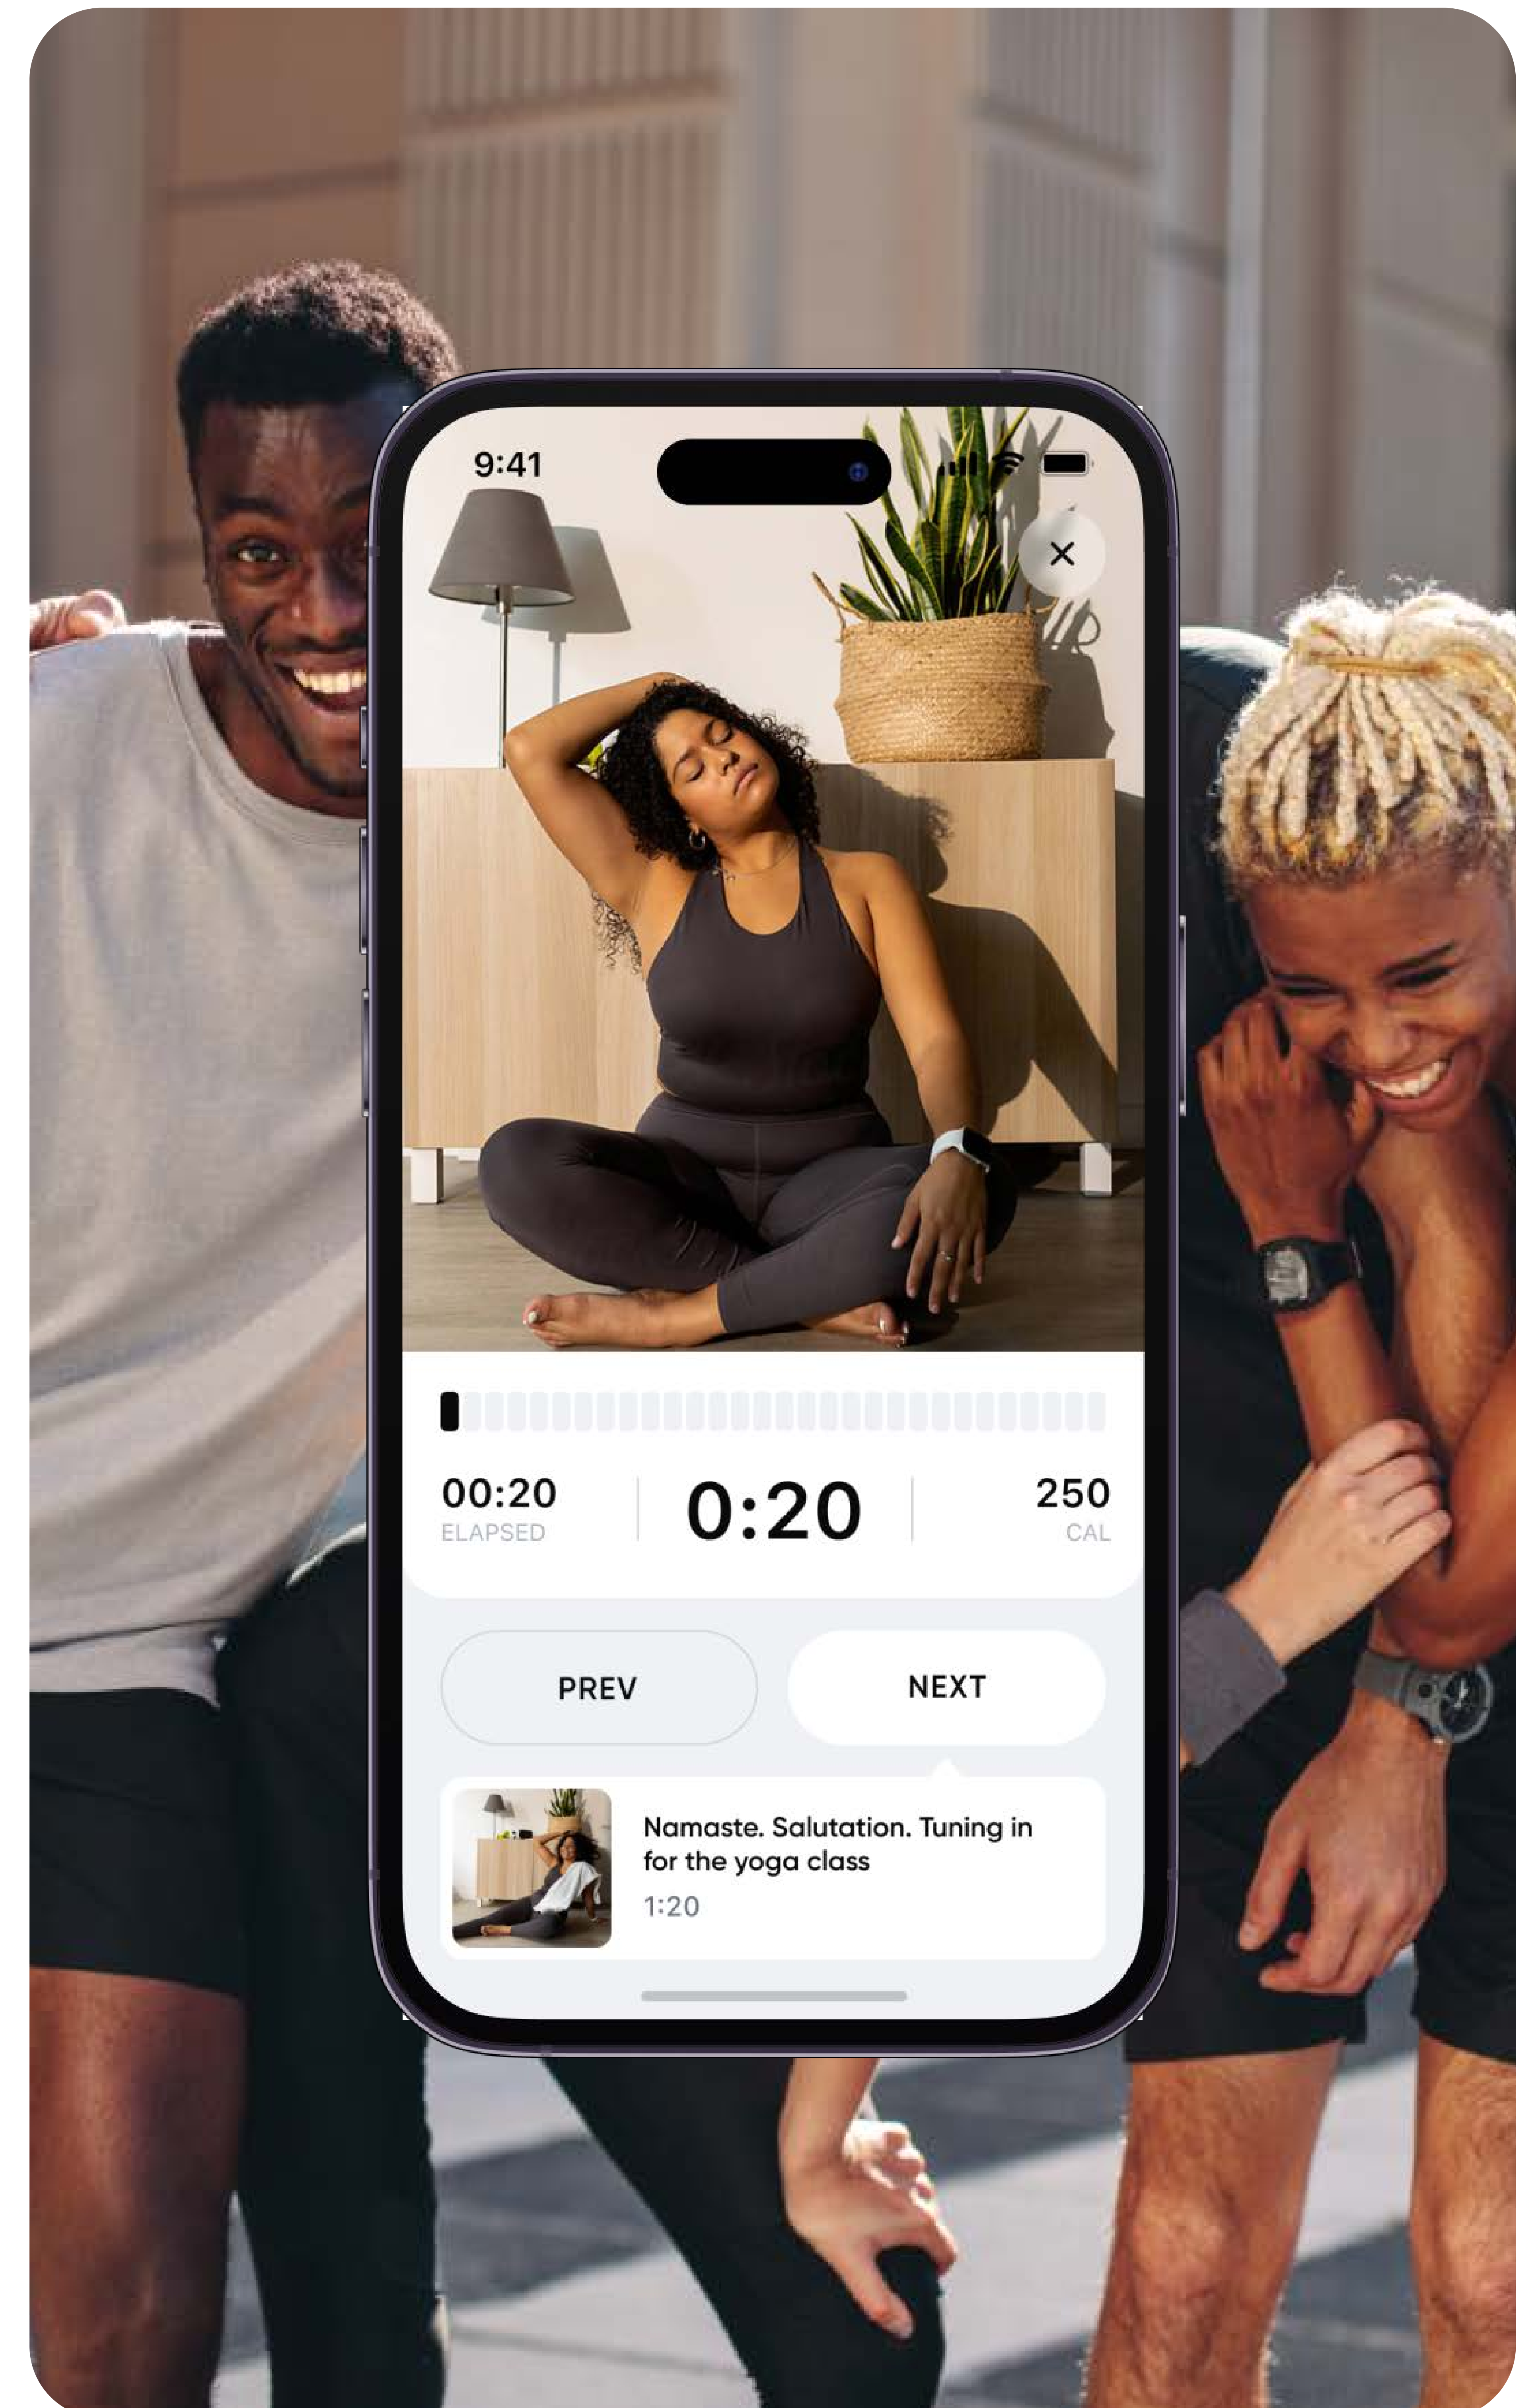 9:41
00:20
ELAPSED
0:20
250
CAL
PREV
NEXT
Namaste. Salutation. Tuning in
for the yoga class
1:20